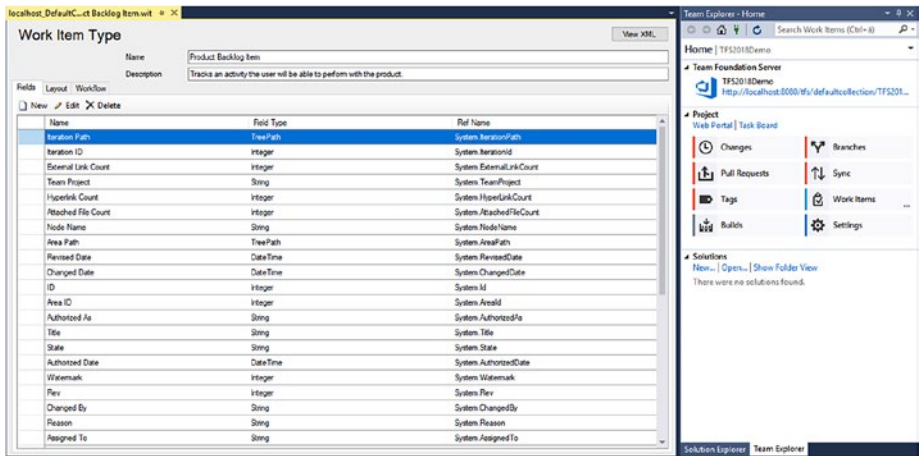 localhost_DefaultC...ct Backlog Item.wit
Work Item Type
View XML
Name Product Backlog Item
Description Tracks an activity the user will be able to perform with the product.
Fields Layout Workflow
New Edit Delete
Name Field Type Ref Name
Iteration Path TreePath System.IterationPath
Iteration ID Integer System.IterationId
External Link Count Integer System.ExternalLinkCount
Team Project String System.TeamProject
Hyperlink Count Integer System.HyperLinkCount
Attached File Count Integer System.AttachedFileCount
Node Name String System.NodeName
Area Path TreePath System.AreaPath
Revised Date DateTime System.RevisedDate
Changed Date DateTime System.ChangedDate
ID Integer System.Id
Area ID Integer System.AreaId
Authorized As String System.AuthorizedAs
Title String System.Title
State String System.State
Authorized Date DateTime System.AuthorizedDate
Watermark Integer System.Watermark
Rev Integer System.Rev
Changed By String System.ChangedBy
Reason String System.Reason
Assigned To String System.AssignedTo
Team Explorer - Home
Search Work Items (Ctrl+ä)
Home | TFS2018Demo
Team Foundation Server
TFS2018Demo
http://localhost:8080/tfs/defaultcollection/TFS201...
Project
Web Portal | Task Board
Changes Branches
Pull Requests Sync
Tags Work Items ...
Builds Settings
Solutions
New... | Open... | Show Folder View
There were no solutions found.
Solution Explorer Team Explorer